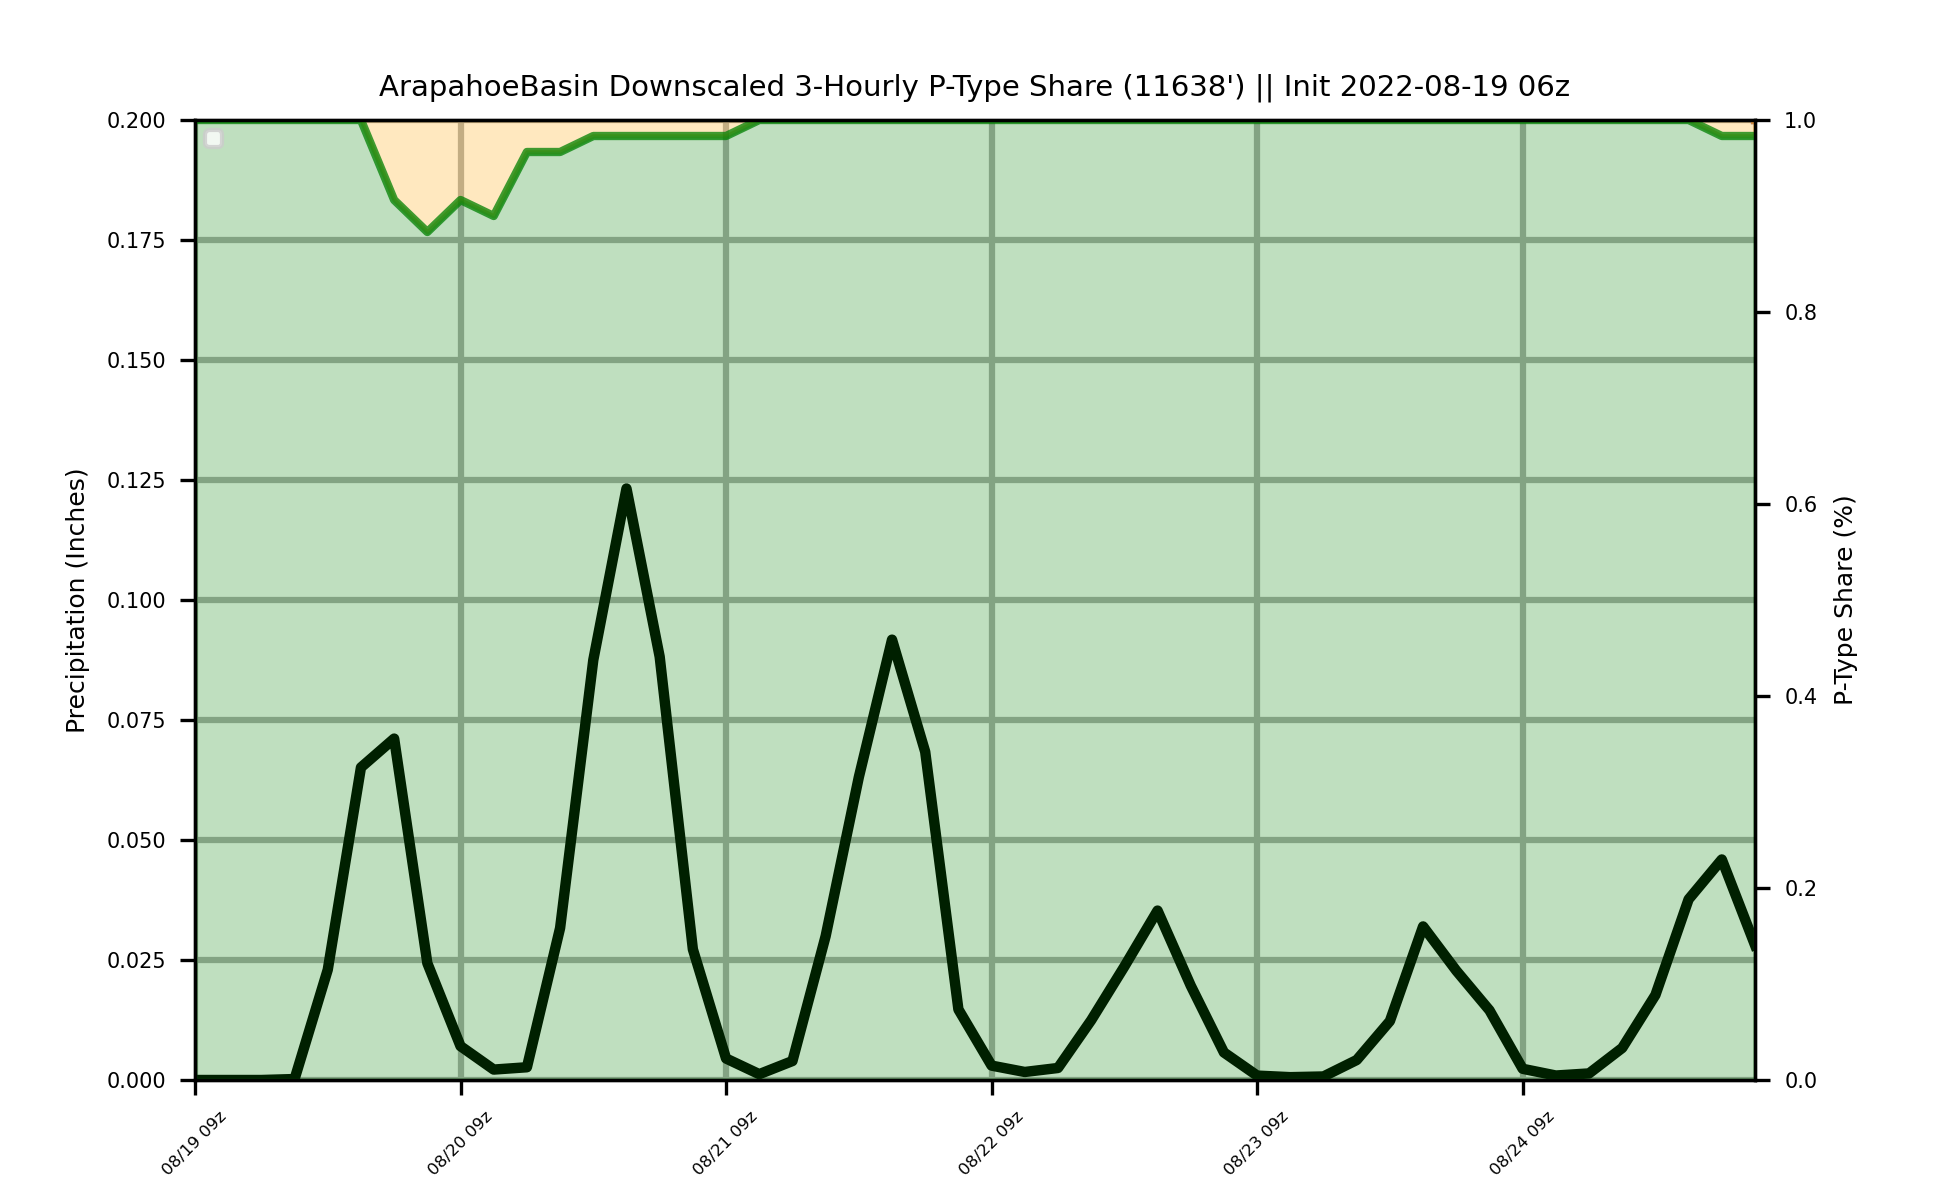 ArapahoeBasin Downscaled 3-Hourly P-Type Share (11638') || Init 2022-08-19 06z
Precipitation (Inches)
0.200
0.175
0.150
0.125
0.100
0.075
0.050
0.025
0.000
1.0
0.8
0.6
0.4
0.2
0.0
P-Type Share (%)
08/19 09z
08/20 09z
08/21 09z
08/22 09z
08/23 09z
08/24 09z